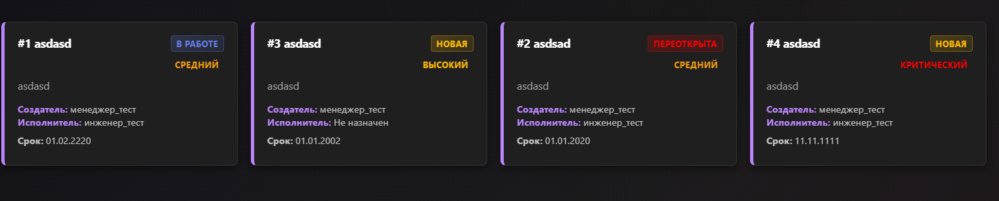 #1 asdasd
В РАБОТЕ
СРЕДНИЙ
asdasd
Создатель: менеджер_тест
Исполнитель: инженер_тест
Срок: 01.02.2220
#3 asdasd
НОВАЯ
ВЫСОКИЙ
asdasd
Создатель: менеджер_тест
Исполнитель: Не назначен
Срок: 01.01.2002
#2 asdsad
ПЕРЕОТКРЫТА
СРЕДНИЙ
asdasd
Создатель: менеджер_тест
Исполнитель: инженер_тест
Срок: 01.01.2020
#4 asdasd
НОВАЯ
КРИТИЧЕСКИЙ
asdasd
Создатель: менеджер_тест
Исполнитель: инженер_тест
Срок: 11.11.1111